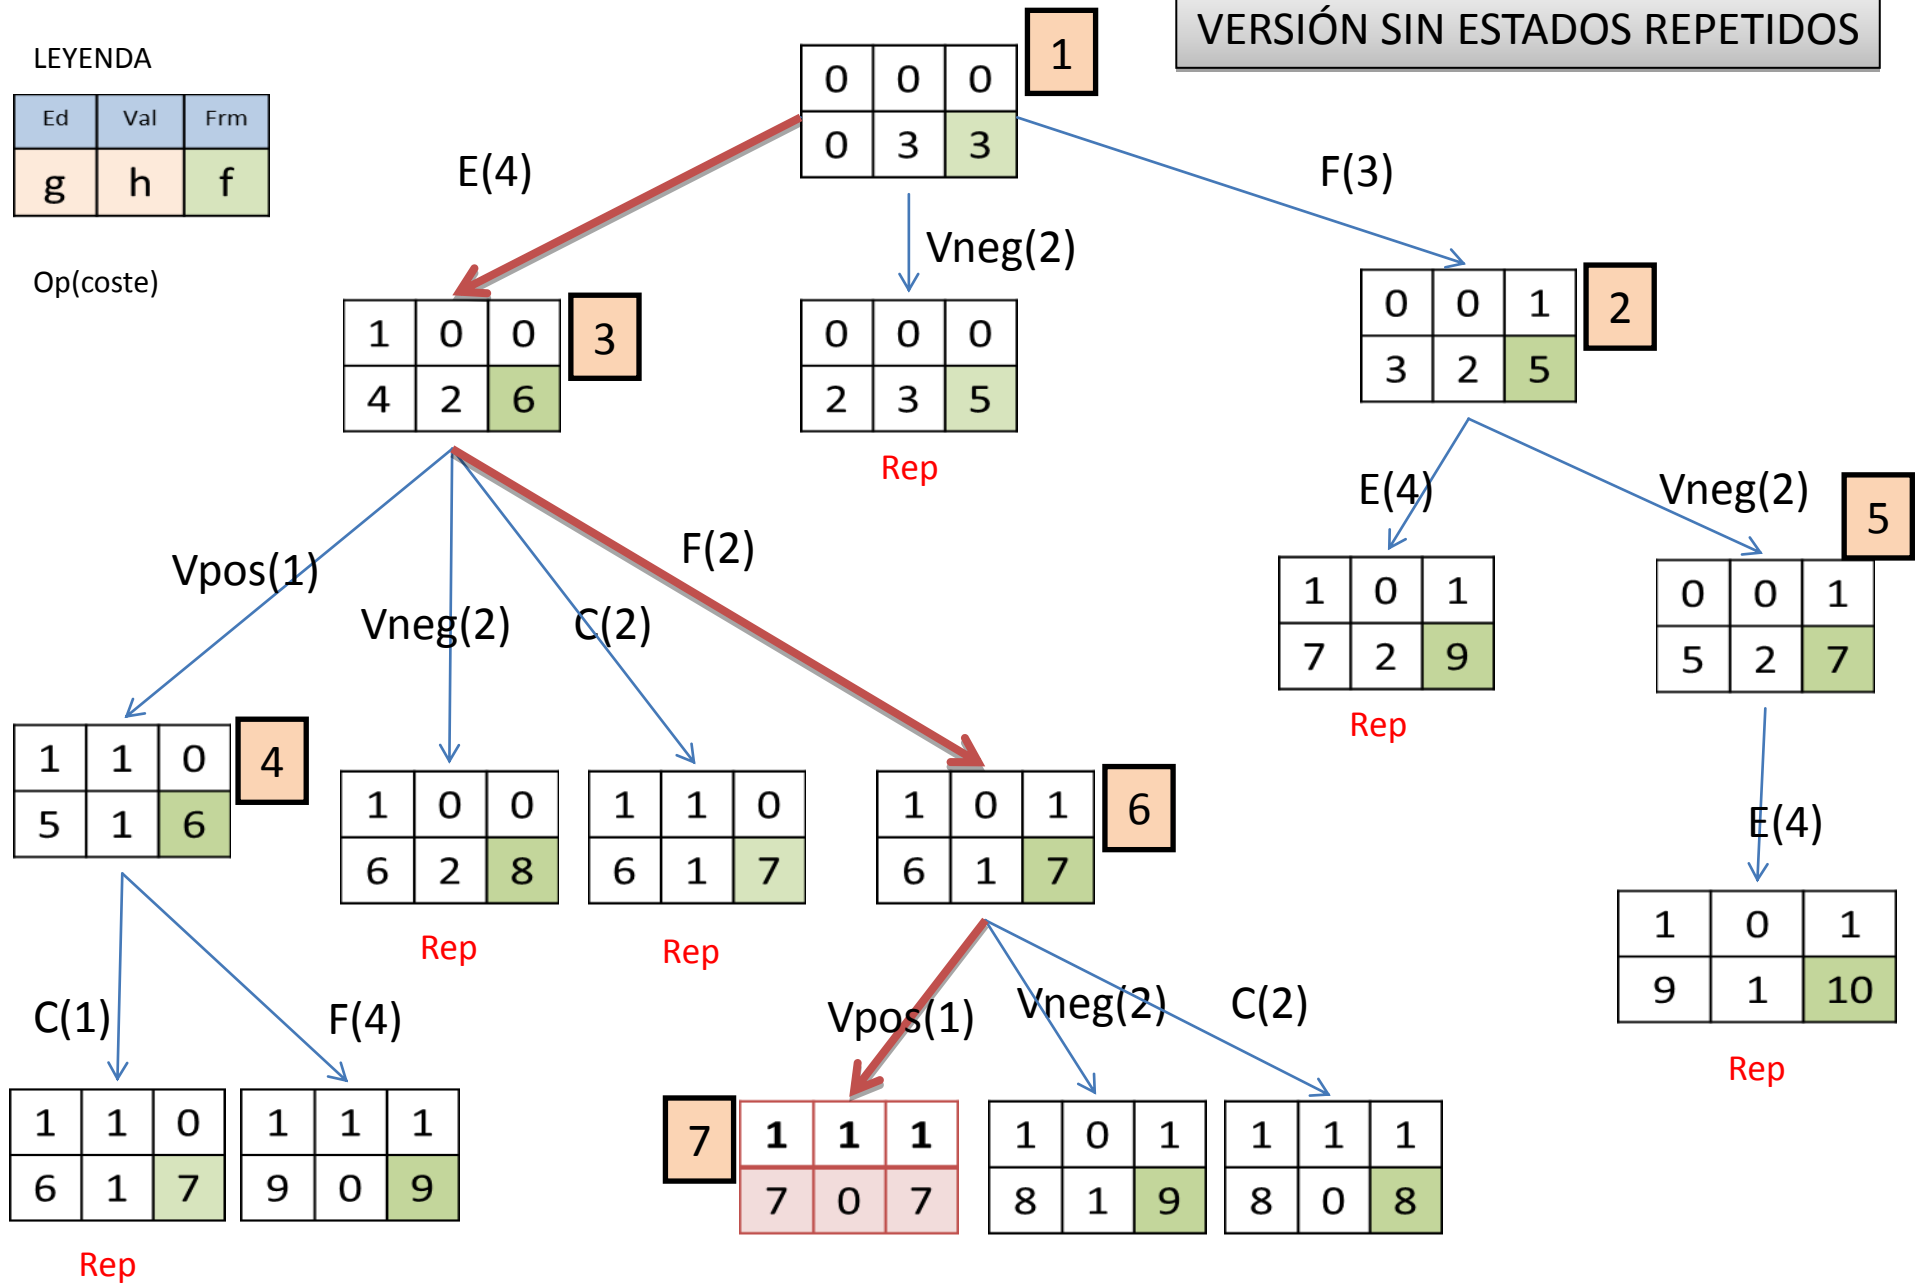 VERSIÓN SIN ESTADOS REPETIDOS
LEYENDA
Ed Val Frm
g h f
Op(coste)
1
0 0 0
0 3 3
E(4)
Vneg(2)
F(3)
3
1 0 0
4 2 6
0 0 0
2 3 5
Rep
2
0 0 1
3 2 5
Vpos(1)
Vneg(2)
C(2)
F(2)
E(4)
Vneg(2)
5
1 0 1
7 2 9
Rep
0 0 1
5 2 7
4
1 1 0
5 1 6
1 0 0
6 2 8
Rep
1 1 0
6 1 7
Rep
6
1 0 1
6 1 7
E(4)
1 0 1
9 1 10
Rep
C(1)
F(4)
Vpos(1)
Vneg(2)
C(2)
1 1 0
6 1 7
Rep
1 1 1
9 0 9
7
1 1 1
7 0 7
1 0 1
8 1 9
1 1 1
8 0 8